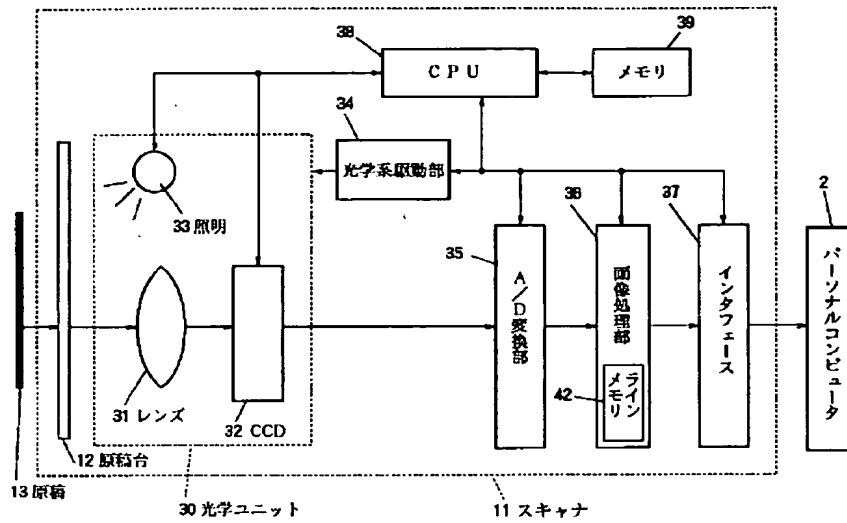 38
39
CPU
メモリ
34
光学系駆動部
33 照明
36
37
2
35
A/D変換部
画像処理部
インタフェース
パーソナルコンピュータ
42
ラインメモリ
31 レンズ
32 CCD
12 原稿台
13 原稿
30 光学ユニット
11 スキャナ